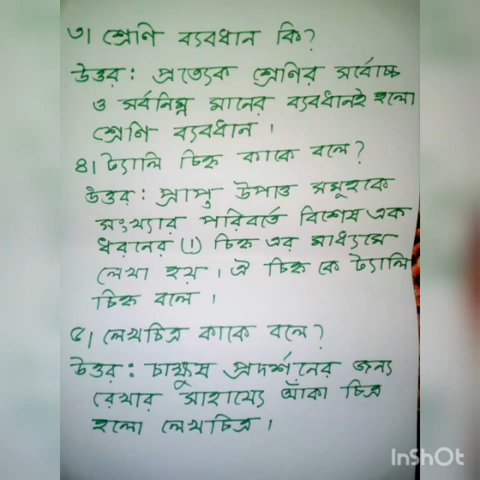 ৩। শ্রেণি ব্যবধান কি?
উত্তর : প্রত্যেক শ্রেণির সর্বোচ্চ
ও সর্বনিম্ন মানের ব্যবধানই হলো
শ্রেণি ব্যবধান ।
৪। ট্যালি চিহ্ন কাকে বলে?
উত্তর : প্রাপ্ত উপাত্ত সমূহকে
সংখ্যার পরিবর্তে বিশেষ এক
ধরনের (।) চিহ্ন এর মাধ্যমে
লেখা হয় । ঐ চিহ্ন কে ট্যালি
চিহ্ন বলে ।
৫। লেখচিত্র কাকে বলে?
উত্তর : চাক্ষুস প্রদর্শনের জন্য
রেখার সাহায্যে আঁকা চিত্র
হলো লেখচিত্র ।
InShOt